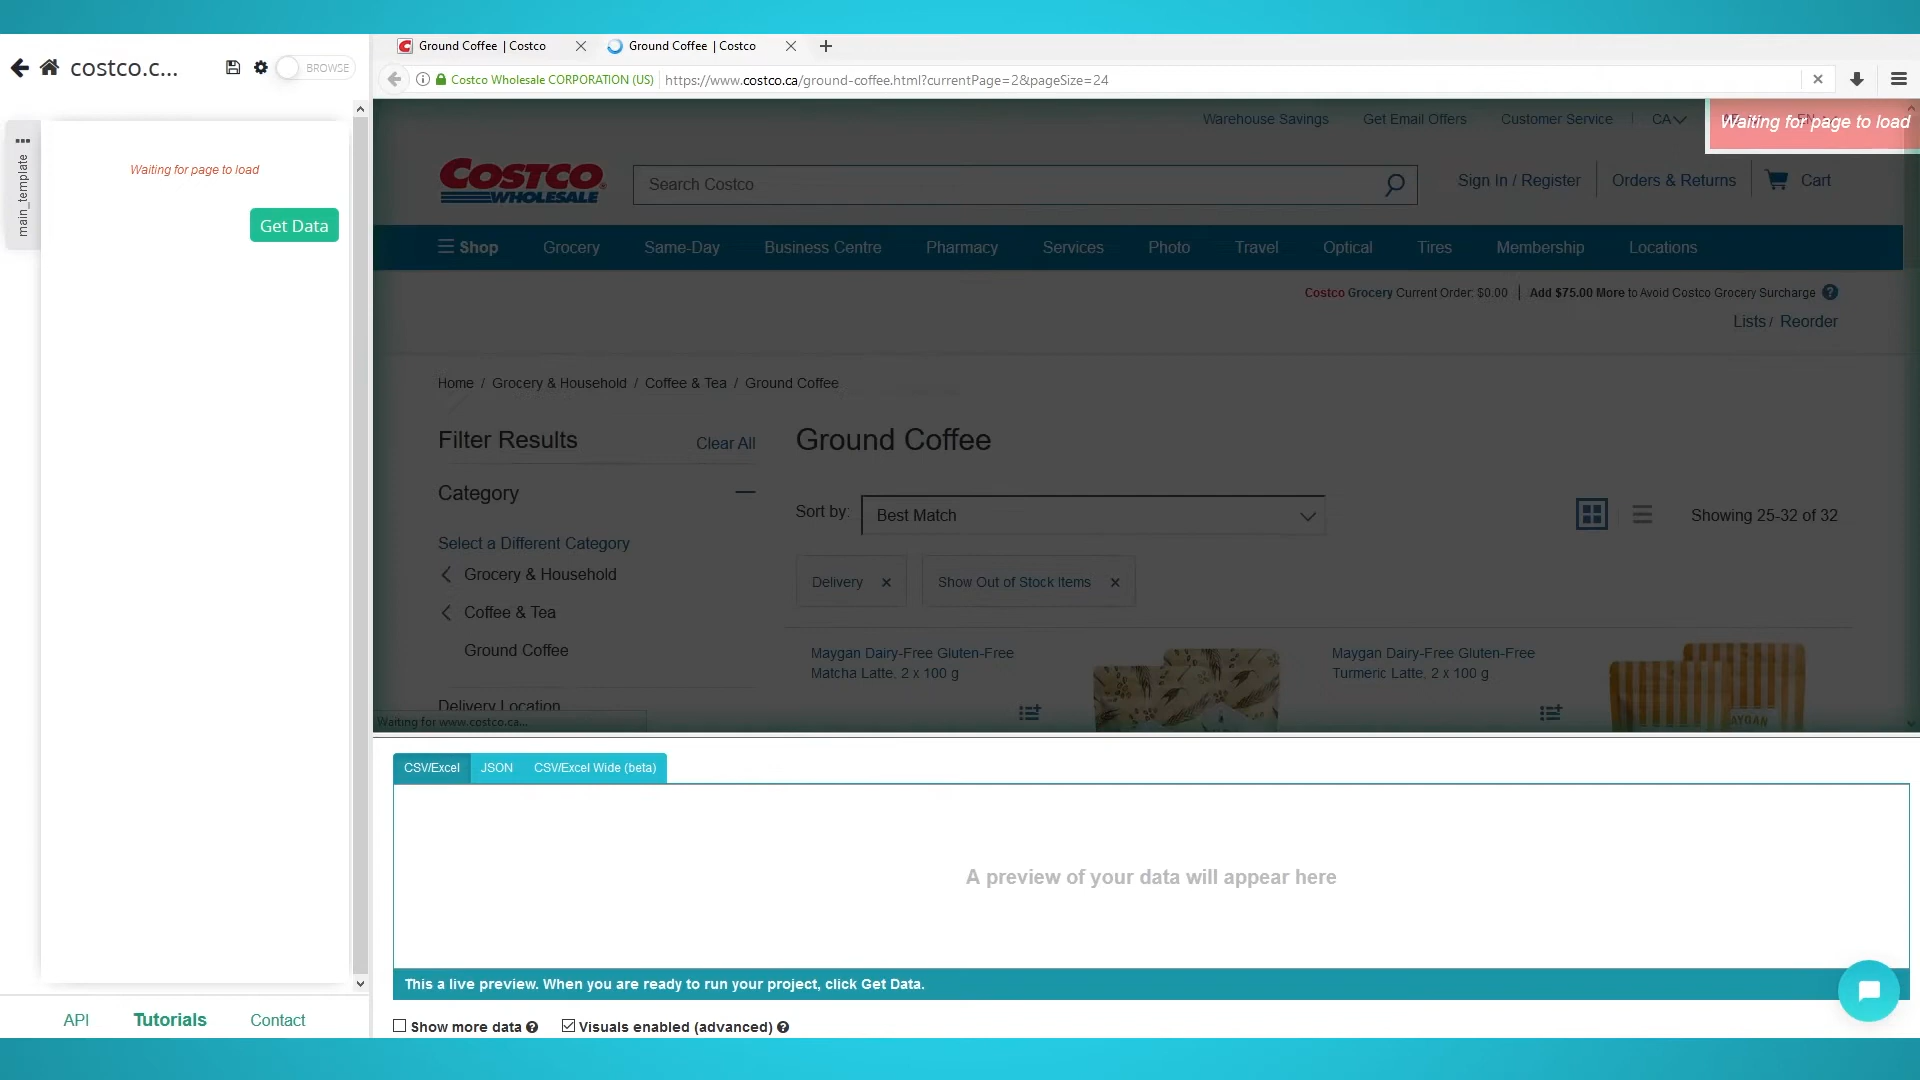 costco.c...
BROWSE
main_template
Waiting for page to load
Get Data
API
Tutorials
Contact
Ground Coffee | Costco
Ground Coffee | Costco
Costco Wholesale CORPORATION (US)
https://www.costco.ca/ground-coffee.html?currentPage=2&pageSize=24
Warehouse Savings
Get Email Offers
Customer Service
CA
Waiting for page to load
COSTCO
WHOLESALE
Search Costco
Sign In / Register
Orders & Returns
Cart
Shop
Grocery
Same-Day
Business Centre
Pharmacy
Services
Photo
Travel
Optical
Tires
Membership
Locations
Costco Grocery Current Order: $0.00 | Add $75.00 More to Avoid Costco Grocery Surcharge
Lists / Reorder
Home / Grocery & Household / Coffee & Tea / Ground Coffee
Filter Results
Clear All
Category
Select a Different Category
Grocery & Household
Coffee & Tea
Ground Coffee
Delivery Location
Waiting for www.costco.ca...
Ground Coffee
Sort by:
Best Match
Showing 25-32 of 32
Delivery
Show Out of Stock Items
Maygan Dairy-Free Gluten-Free
Matcha Latte, 2 x 100 g
Maygan Dairy-Free Gluten-Free
Turmeric Latte, 2 x 100 g
CSV/Excel
JSON
CSV/Excel Wide (beta)
A preview of your data will appear here
This a live preview. When you are ready to run your project, click Get Data.
Show more data
Visuals enabled (advanced)